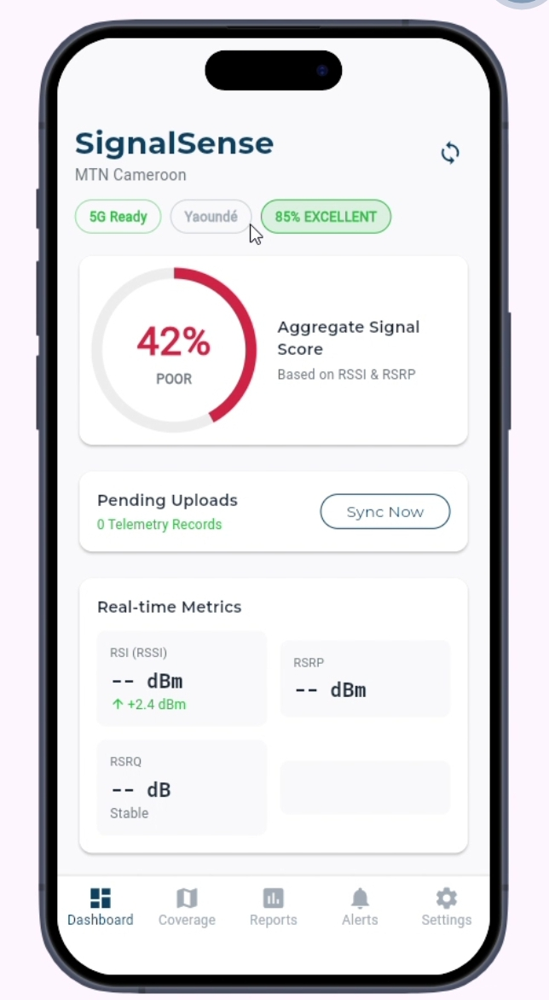 SignalSense
MTN Cameroon
5G Ready
Yaoundé
85% EXCELLENT
42%
POOR
Aggregate Signal
Score
Based on RSSI & RSRP
Pending Uploads
0 Telemetry Records
Sync Now
Real-time Metrics
RSI (RSSI)
-- dBm
↑ +2.4 dBm
RSRP
-- dBm
RSRQ
-- dB
Stable
Dashboard
Coverage
Reports
Alerts
Settings